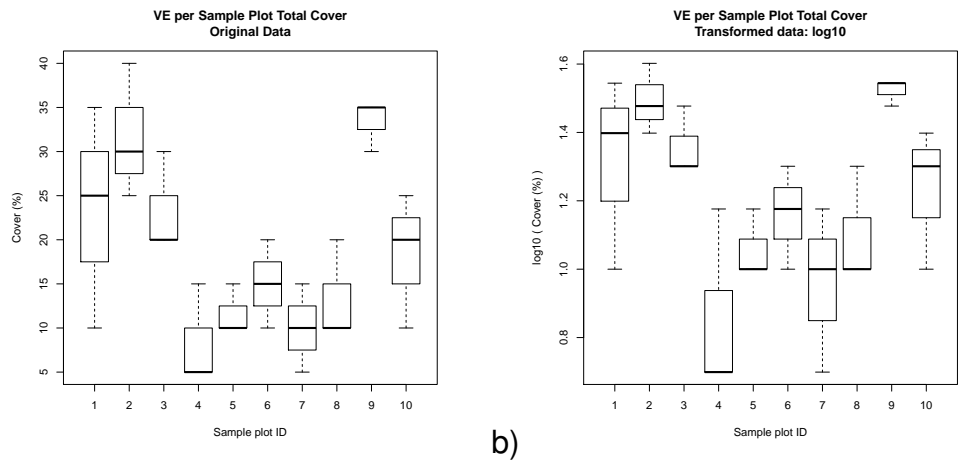 VE per Sample Plot Total Cover
Original Data
Cover (%)
40
35
30
25
20
15
10
5
1 2 3 4 5 6 7 8 9 10
Sample plot ID
b)
VE per Sample Plot Total Cover
Transformed data: log10
log10 ( Cover (%) )
1.6
1.4
1.2
1.0
0.8
1 2 3 4 5 6 7 8 9 10
Sample plot ID